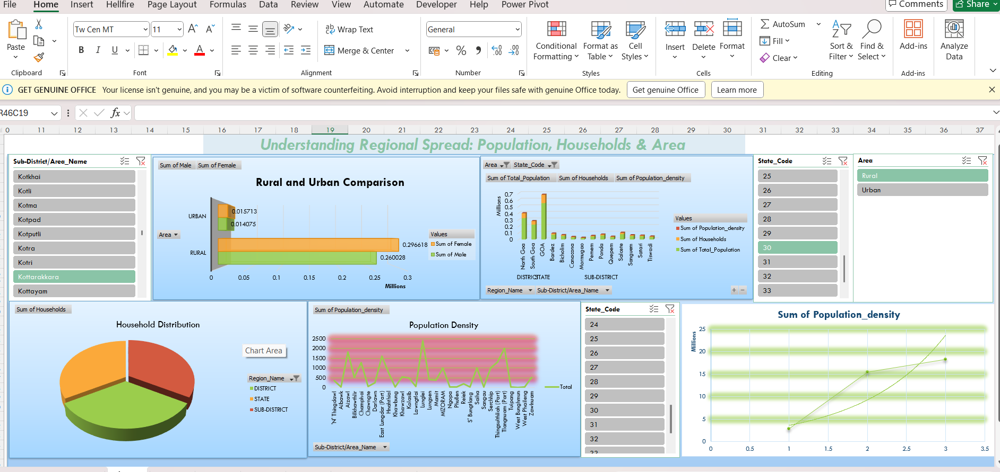 File Home Insert Hellfire Page Layout Formulas Data Review View Automate Developer Help Power Pivot Comments Share
Tw Cen MT 11 Wrap Text General AutoSum
Paste B I U Merge & Center Conditional Formatting Format as Table Cell Styles Insert Delete Format Fill Clear Sort & Filter Find & Select Add-ins Analyze Data
Clipboard Font Alignment Number Styles Cells Editing Add-ins
GET GENUINE OFFICE Your license isn't genuine, and you may be a victim of software counterfeiting. Avoid interruption and keep your files safe with genuine Office today. Get genuine Office Learn more
R46C19 fx
0 11 12 13 14 15 16 17 18 19 20 21 22 23 24 25 26 27 28 29 30 31 32 33 34 35 36 37
Understanding Regional Spread: Population, Households & Area
Sub-District/Area_Name
Kotkhai
Kotli
Kotma
Kotpad
Kotputli
Kotra
Kotri
Kottarakkara
Kottayam
Sum of Male Sum of Female
Rural and Urban Comparison
URBAN
0.015713
0.014075
Area
RURAL
0.296618
0.260028
0 0.05 0.1 0.15 0.2 0.25 0.3
Millions
Values
Sum of Female
Sum of Male
Area State_Code
Sum of Total_Population Sum of Households Sum of Population_density
Millions
0.7
0.6
0.5
0.4
0.3
0.2
0.1
0
North Goa
South Goa
GOA
Bardez
Bicholim
Canacona
Mormugao
Pernem
Ponda
Quepem
Salcete
Sanguem
Satari
Tiswadi
DISTRICT STATE SUB-DISTRICT
Values
Sum of Population_density
Sum of Households
Sum of Total_Population
Region_Name Sub-District/Area_Name
+ −
State_Code
25
26
27
28
29
30
31
32
33
Area
Rural
Urban
Sum of Households
Household Distribution
Chart Area
Region_Name
DISTRICT
STATE
SUB-DISTRICT
Sum of Population_density
Population Density
2500
2000
1500
1000
500
0
'N' Thingdawl
Aibawk
Aizawl
Bilkhawthlir
Champhai
Chawngte
Darlawn
East Lungdar (Part)
Hnahthial
Khawbung
Khawzawl
Kolasib
Lawngtlai
Lunglei
Lungsen
Mamit
MIZORAM
Ngopa
Phullen
Reiek
S' Bungtlang
Saiha
Sangau
Serchhip
Thingsulthliah (Part)
Tlangnuam (Part)
Tuipang
West Bunghmun
West Phaileng
Zawlnuam
Total
Sub-District/Area_Name
State_Code
24
25
26
27
28
29
30
31
32
33
Sum of Population_density
Millions
25
20
15
10
5
0
0 0.5 1 1.5 2 2.5 3 3.5